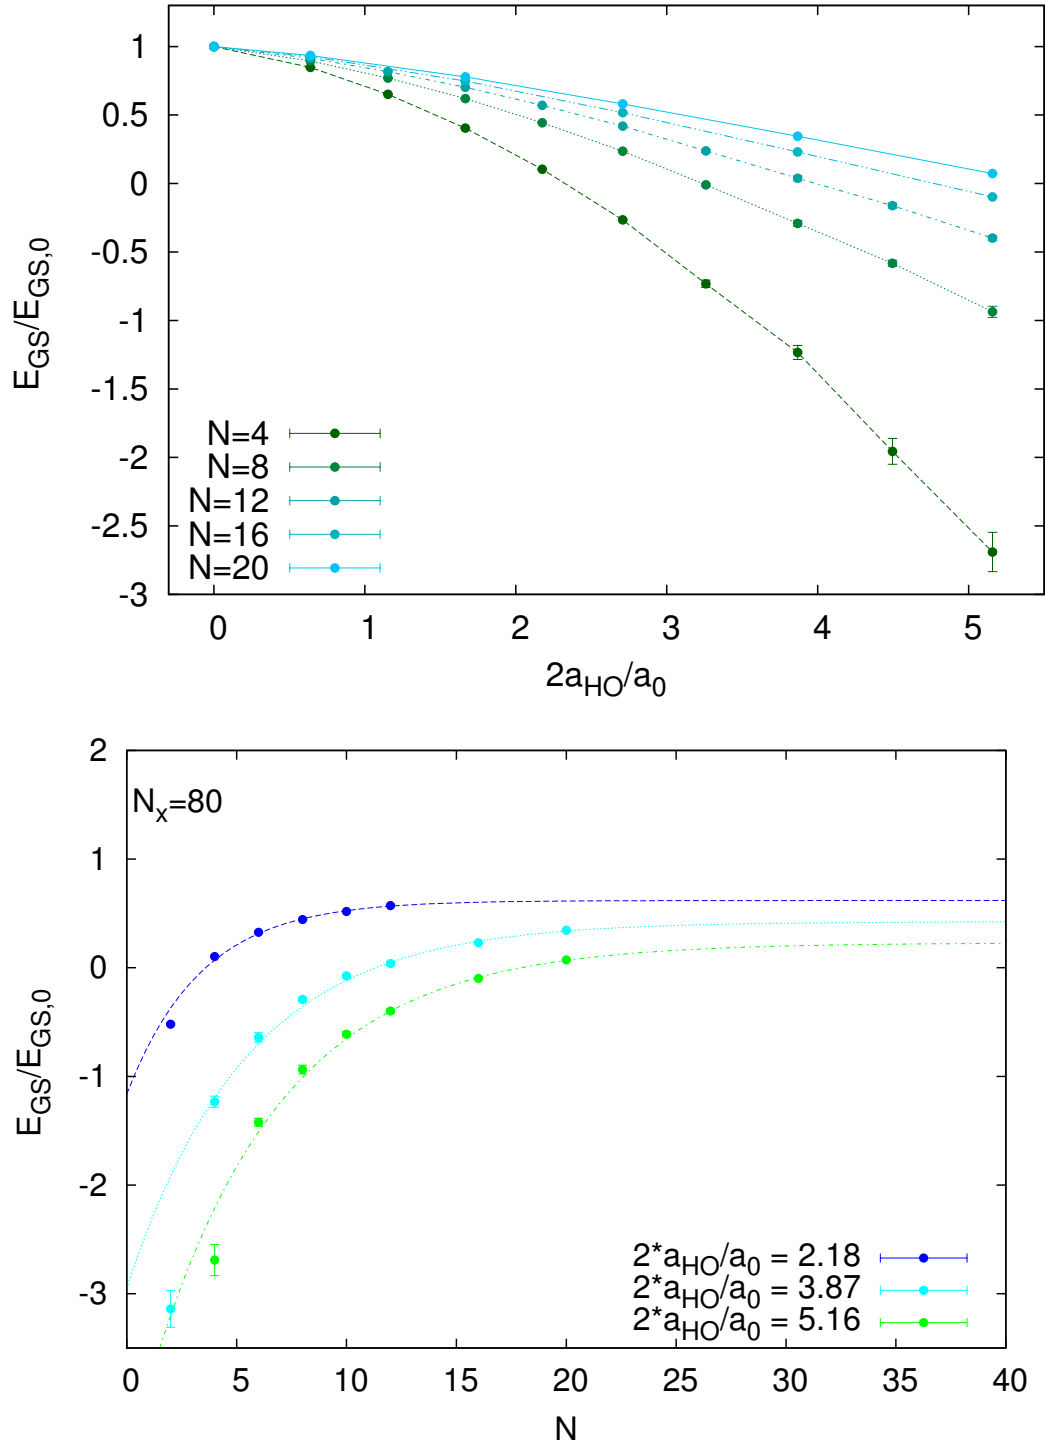 1
0.5
0
-0.5
-1
-1.5
-2
-2.5
-3
E_GS/E_GS,0
N=4
N=8
N=12
N=16
N=20
0 1 2 3 4 5
2a_HO/a_0
2
1
0
-1
-2
-3
E_GS/E_GS,0
N_x=80
2*a_HO/a_0 = 2.18
2*a_HO/a_0 = 3.87
2*a_HO/a_0 = 5.16
0 5 10 15 20 25 30 35 40
N